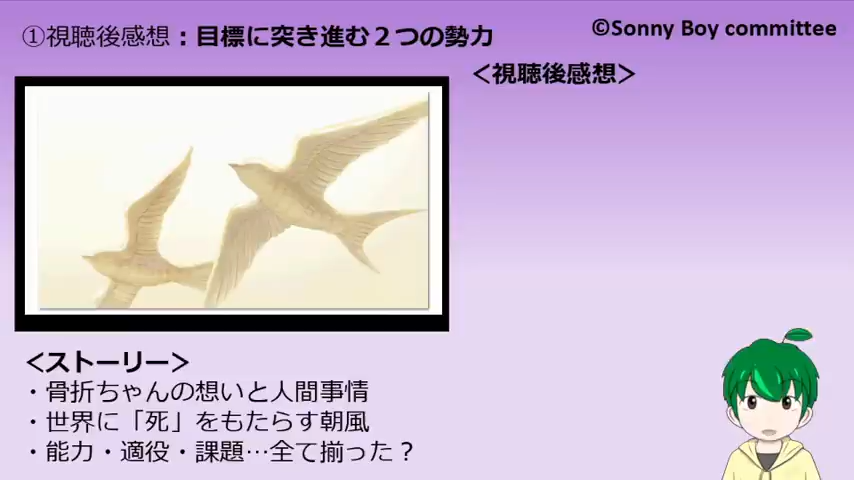 ①視聴後感想：目標に突き進む２つの勢力
©Sonny Boy committee
＜視聴後感想＞
＜ストーリー＞
・骨折ちゃんの想いと人間事情
・世界に「死」をもたらす朝風
・能力・適役・課題…全て揃った？